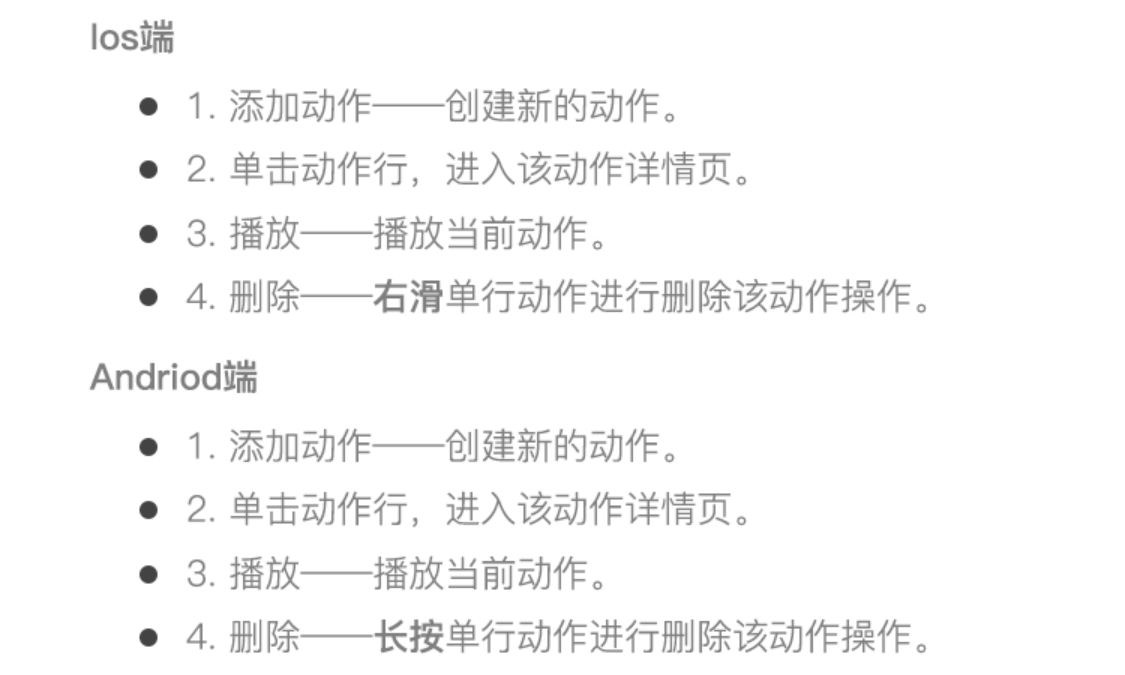 Ios端
● 1. 添加动作——创建新的动作。
● 2. 单击动作行，进入该动作详情页。
● 3. 播放——播放当前动作。
● 4. 删除——右滑单行动作进行删除该动作操作。
Andriod端
● 1. 添加动作——创建新的动作。
● 2. 单击动作行，进入该动作详情页。
● 3. 播放——播放当前动作。
● 4. 删除——长按单行动作进行删除该动作操作。